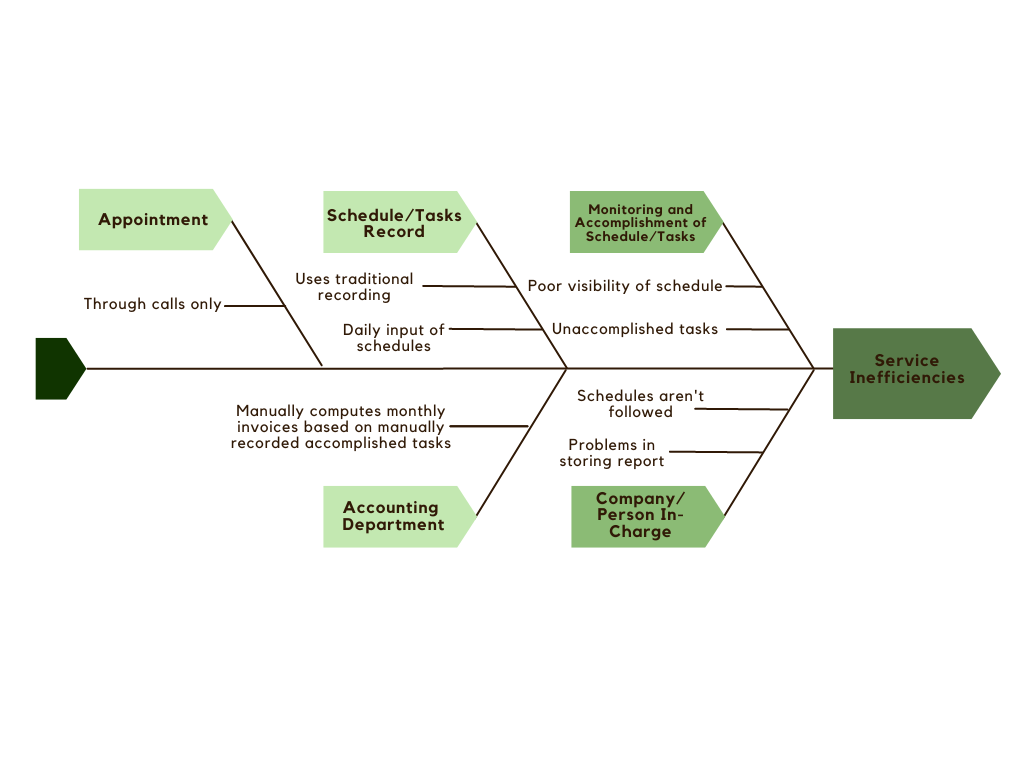 Appointment
Schedule/Tasks
Record
Monitoring and
Accomplishment of
Schedule/Tasks
Through calls only
Uses traditional
recording
Daily input of
schedules
Poor visibility of schedule
Unaccomplished tasks
Service
Inefficiencies
Manually computes monthly
invoices based on manually
recorded accomplished tasks
Schedules aren't
followed
Problems in
storing report
Accounting
Department
Company/
Person In-
Charge